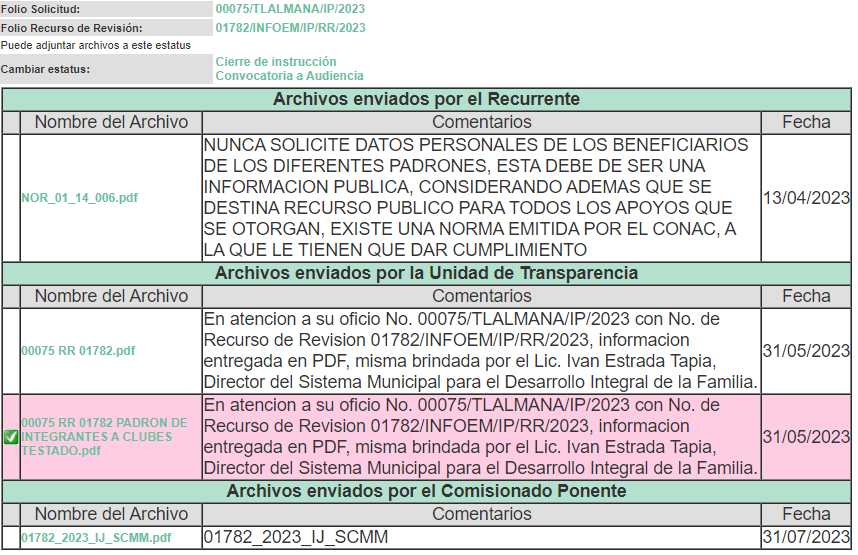 Folio Solicitud: 00075/TLALMANA/IP/2023
Folio Recurso de Revisión: 01782/INFOEM/IP/RR/2023
Puede adjuntar archivos a este estatus
Cambiar estatus: Cierre de instrucción
Convocatoria a Audiencia
Archivos enviados por el Recurrente
Nombre del Archivo Comentarios Fecha
NUNCA SOLICITE DATOS PERSONALES DE LOS BENEFICIARIOS
DE LOS DIFERENTES PADRONES, ESTA DEBE DE SER UNA
INFORMACION PUBLICA, CONSIDERANDO ADEMAS QUE SE
NOR_01_14_006.pdf DESTINA RECURSO PUBLICO PARA TODOS LOS APOYOS QUE 13/04/2023
SE OTORGAN, EXISTE UNA NORMA EMITIDA POR EL CONAC, A
LA QUE LE TIENEN QUE DAR CUMPLIMIENTO
Archivos enviados por la Unidad de Transparencia
Nombre del Archivo Comentarios Fecha
En atencion a su oficio No. 00075/TLALMANA/IP/2023 con No. de
Recurso de Revision 01782/INFOEM/IP/RR/2023, informacion
00075 RR 01782.pdf entregada en PDF, misma brindada por el Lic. Ivan Estrada Tapia, 31/05/2023
Director del Sistema Municipal para el Desarrollo Integral de la Familia.
En atencion a su oficio No. 00075/TLALMANA/IP/2023 con No. de
00075 RR 01782 PADRON DE Recurso de Revision 01782/INFOEM/IP/RR/2023, informacion
INTEGRANTES A CLUBES entregada en PDF, misma brindada por el Lic. Ivan Estrada Tapia, 31/05/2023
TESTADO.pdf Director del Sistema Municipal para el Desarrollo Integral de la Familia.
Archivos enviados por el Comisionado Ponente
Nombre del Archivo Comentarios Fecha
01782_2023_IJ_SCMM.pdf 01782_2023_IJ_SCMM 31/07/2023